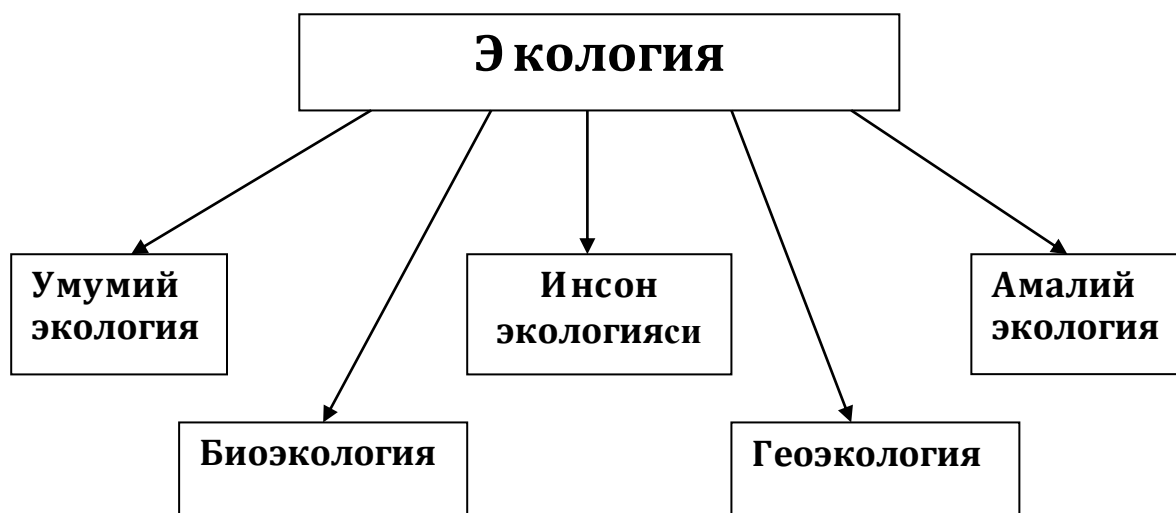 Экология
Умумий
экология
Инсон
экологияси
Амалий
экология
Биоэкология
Геоэкология